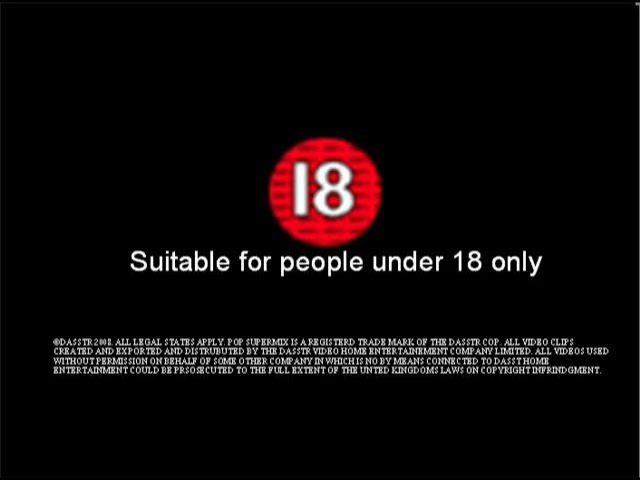 18
Suitable for people under 18 only
©DASSTR 2008. ALL LEGAL STATES APPLY. POP SUPERMIX IS A REGISTERD TRADE MARK OF THE DASSTR COP. ALL VIDEO CLIPS
CREATED AND EXPORTED AND DISTRUBUTED BY THE DASSTR VIDEO HOME ENTERTAINEMENT COMPANY LIMITED. ALL VIDEOS USED
WITHOUT PERMISSION ON BEHALF OF SOME OTHER COMPANY IN WHICH IS NO BY MEANS CONNECTED TO DASST HOME
ENTERTAINMENT COULD BE PRSOSECUTED TO THE FULL EXTENT OF THE UNTED KINGDOMS LAWS ON COPYRIGHT INFRINDGMENT.